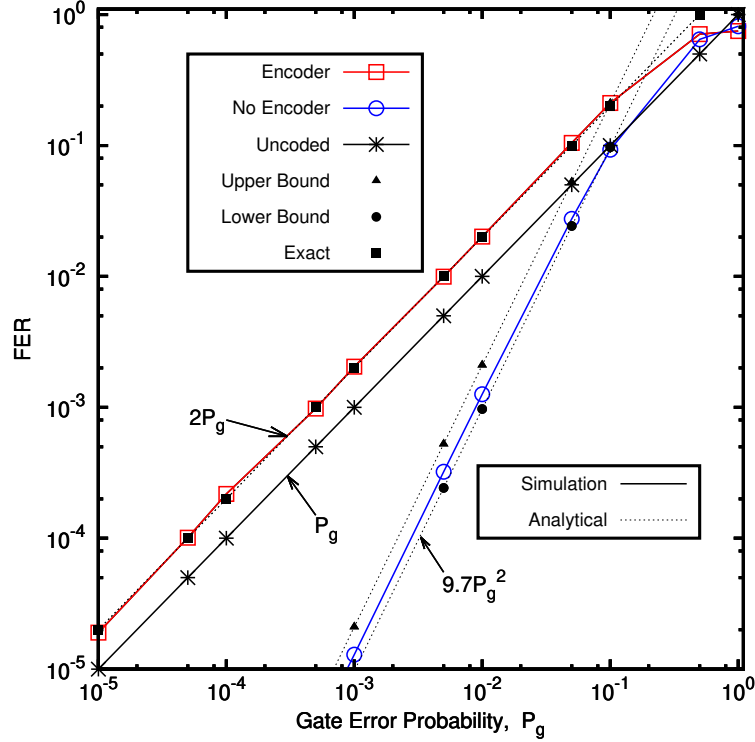 10^0
10^-1
10^-2
10^-3
10^-4
10^-5
FER
Encoder
No Encoder
Uncoded
Upper Bound
Lower Bound
Exact
2P_g
P_g
9.7P_g^2
Simulation
Analytical
10^-5 10^-4 10^-3 10^-2 10^-1 10^0
Gate Error Probability, P_g